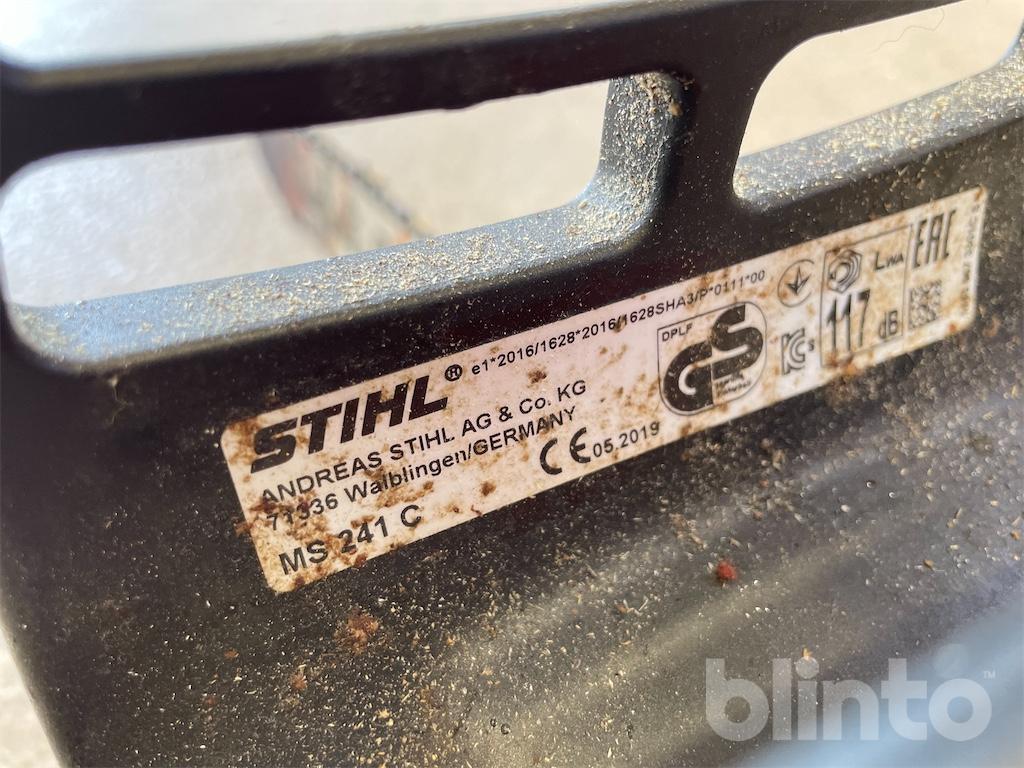 STIHL® e1*2016/1628*2016/1628SHA3/P*0111*00
ANDREAS STIHL AG & Co. KG
71336 Waiblingen/GERMANY
MS 241 C
CE 05.2019
DPLF
GS
S
LWA
117 dB
EAC
blinto™